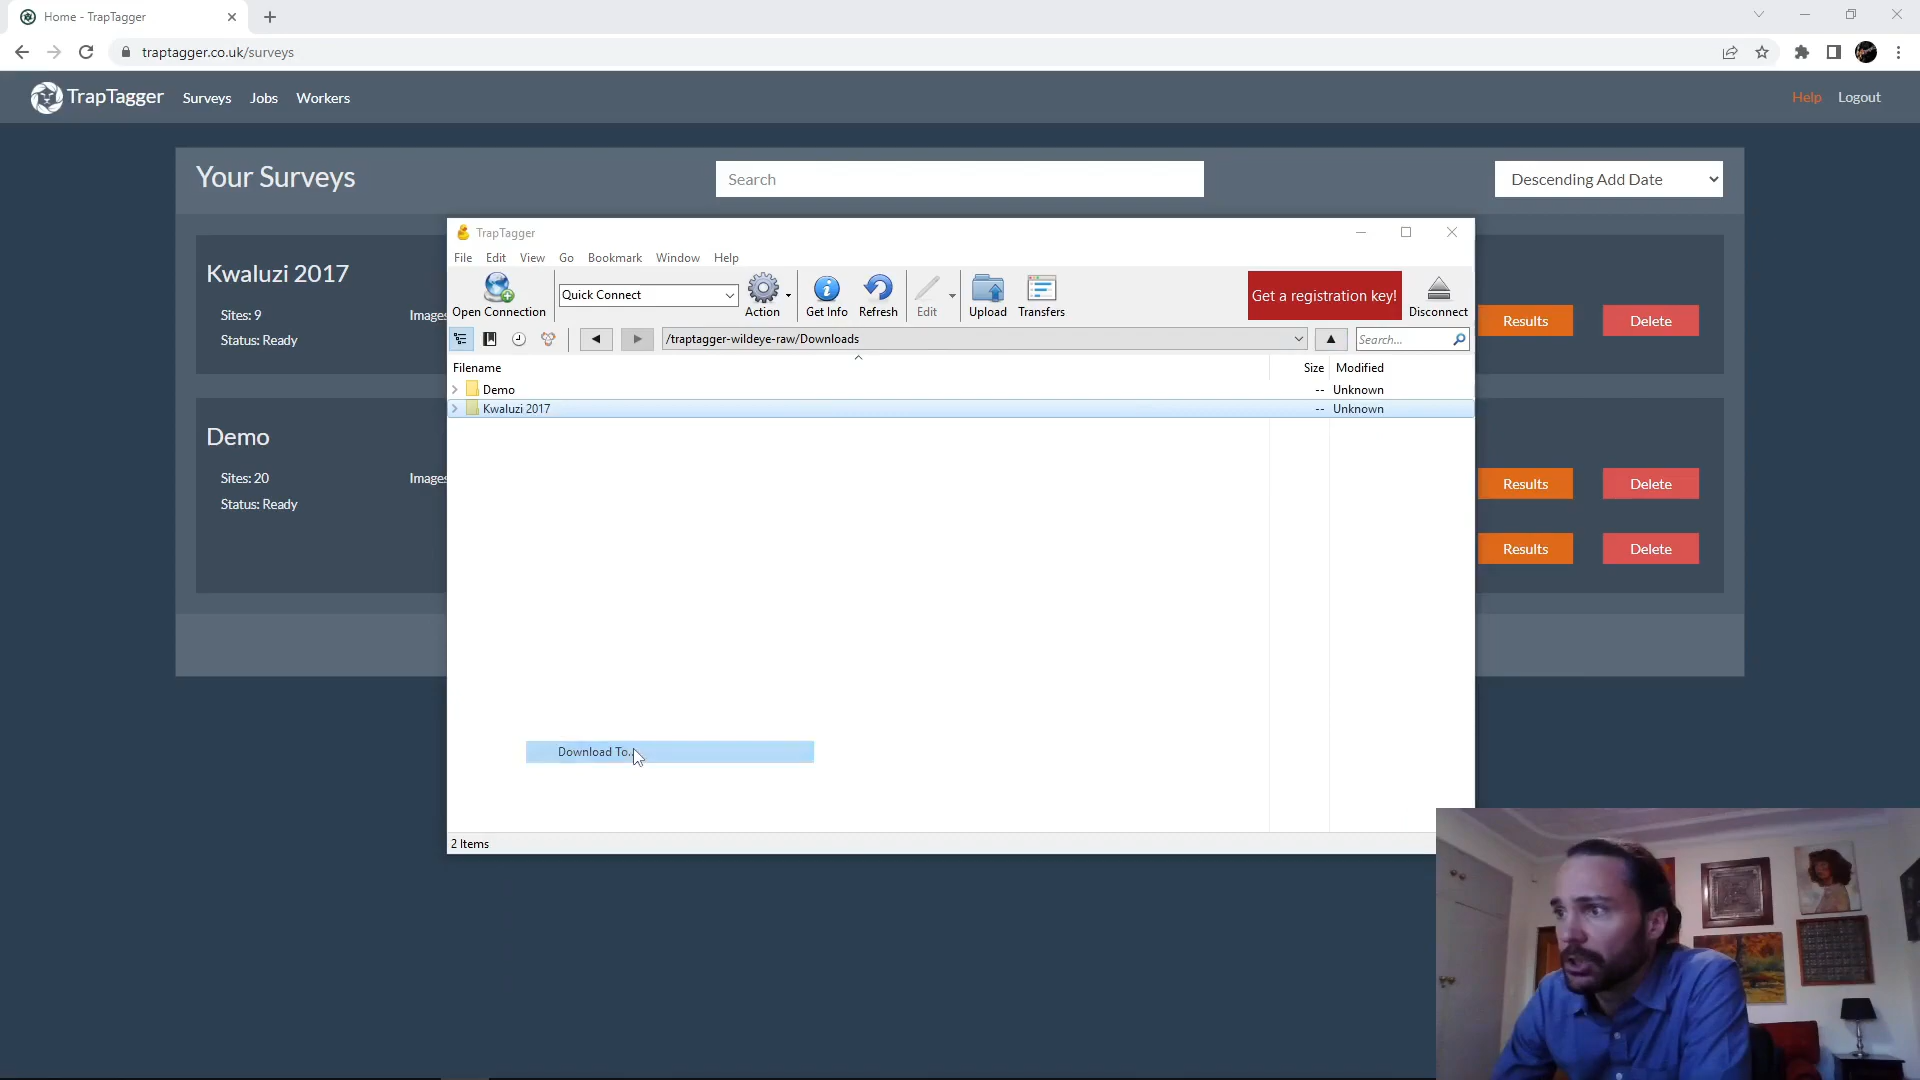 Home - TrapTagger
traptagger.co.uk/surveys
TrapTagger Surveys Jobs Workers Help Logout
Your Surveys Search Descending Add Date
Kwaluzi 2017
Sites: 9 Images
Status: Ready
Results Delete
Demo
Sites: 20 Images
Status: Ready
Results Delete
Results Delete
TrapTagger
File Edit View Go Bookmark Window Help
Open Connection Quick Connect Action Get Info Refresh Edit Upload Transfers Get a registration key! Disconnect
/traptagger-wildeye-raw/Downloads Search...
Filename Size Modified
Demo -- Unknown
Kwaluzi 2017 -- Unknown
Download To...
2 Items